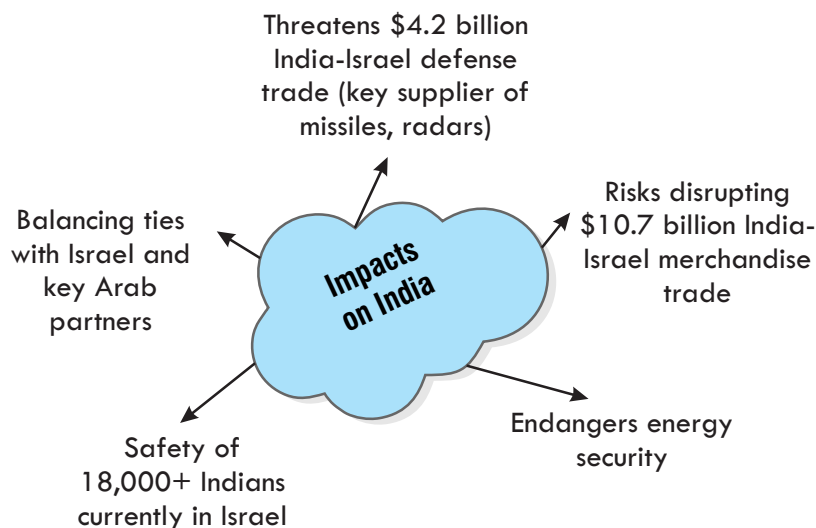 Threatens $4.2 billion
India-Israel defense
trade (key supplier of
missiles, radars)
Risks disrupting
$10.7 billion India-
Israel merchandise
trade
Balancing ties
with Israel and
key Arab
partners
Impacts
on India
Endangers energy
security
Safety of
18,000+ Indians
currently in Israel